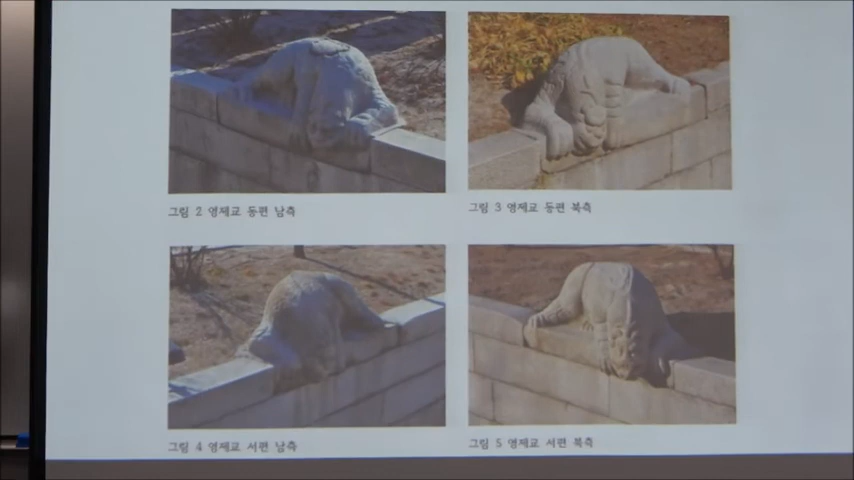 그림 2 영제교 동편 남측
그림 3 영제교 동편 북측
그림 4 영제교 서편 남측
그림 5 영제교 서편 북측